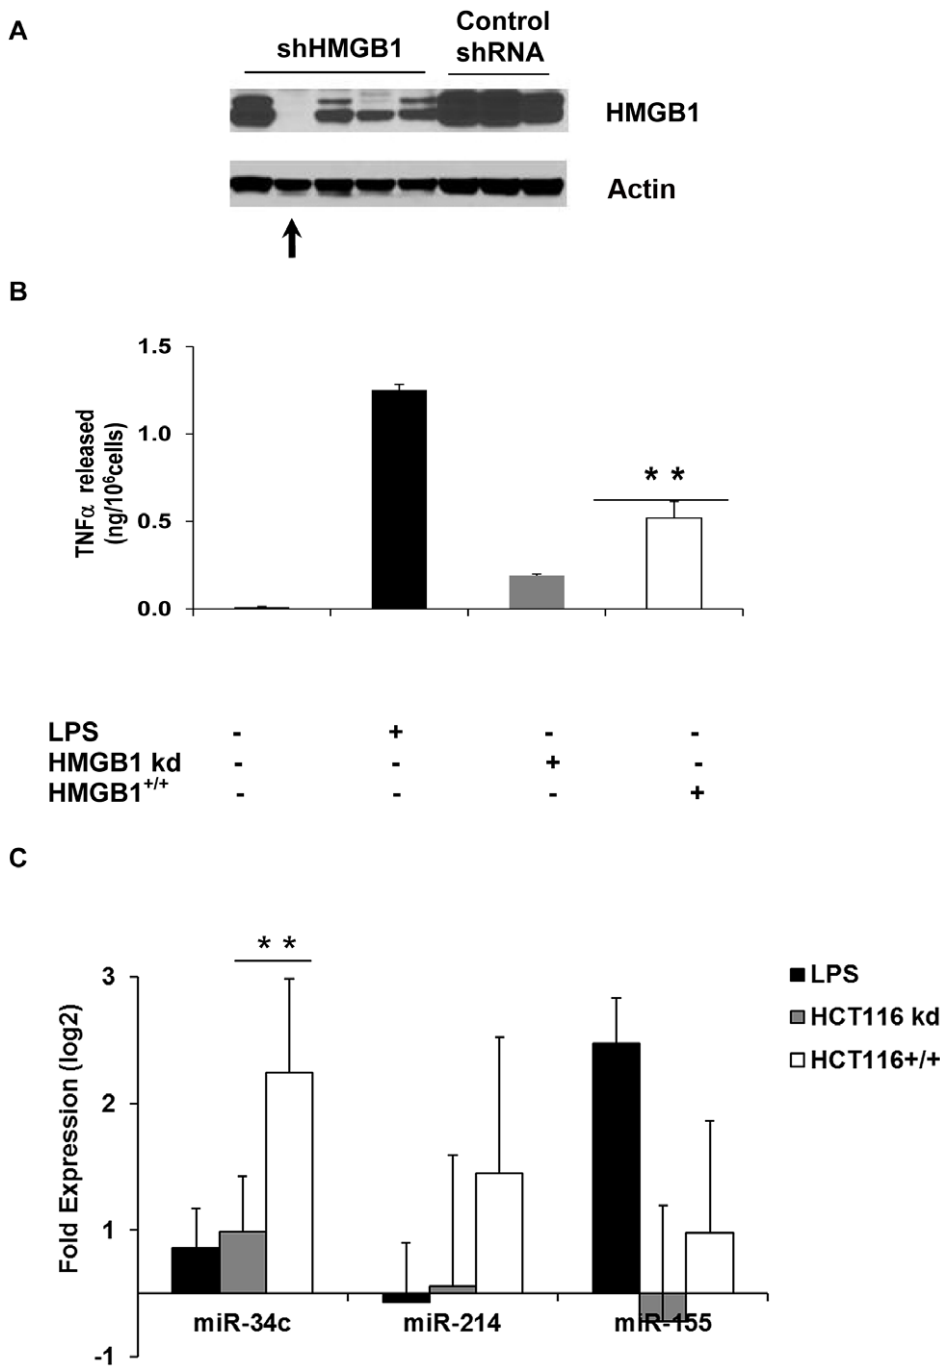 A
shHMGB1
Control
shRNA
HMGB1
Actin
B
1.5
1.0
0.5
0.0
TNFα released
(ng/10⁶cells)
* *
LPS - + - -
HMGB1 kd - - + -
HMGB1+/+ - - - +
C
* *
3
2
1
-1
Fold Expression (log2)
LPS
HCT116 kd
HCT116+/+
miR-34c miR-214 miR-155